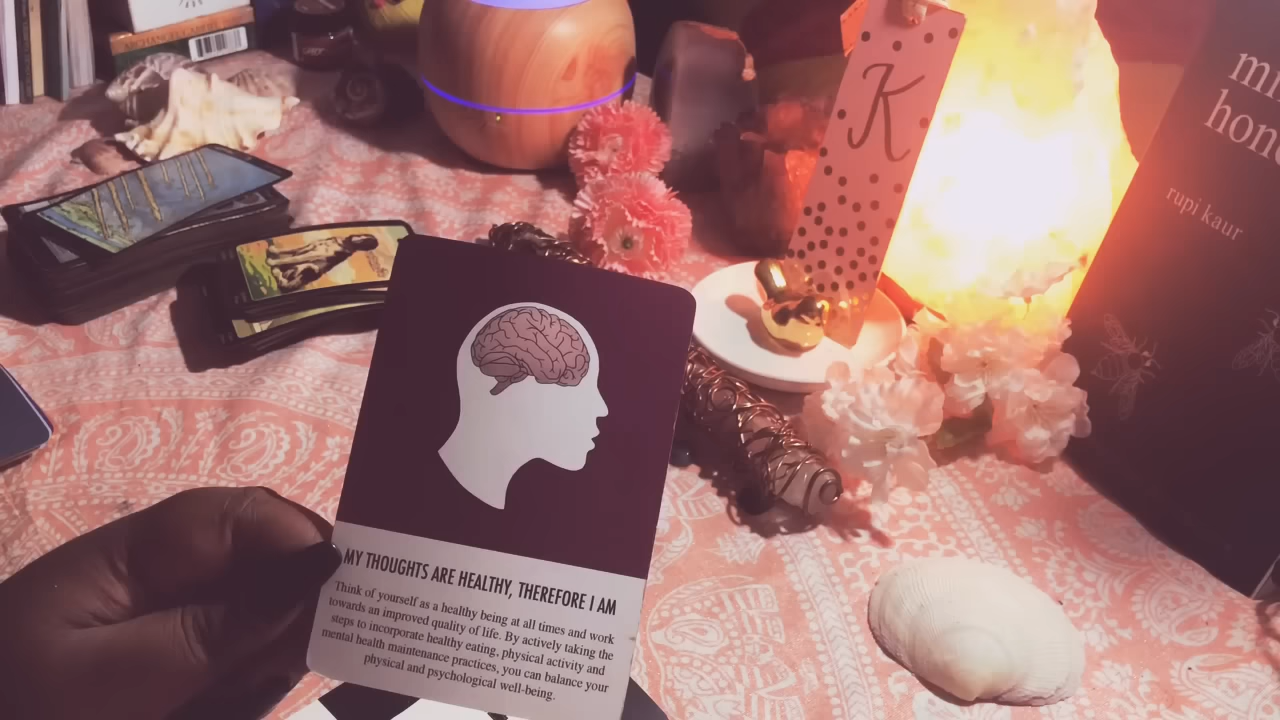 K
rupi kaur
MY THOUGHTS ARE HEALTHY, THEREFORE I AM
Think of yourself as a healthy being at all times and work
towards an improved quality of life. By actively taking the
steps to incorporate healthy eating, physical activity and
mental health maintenance practices, you can balance your
physical and psychological well-being.